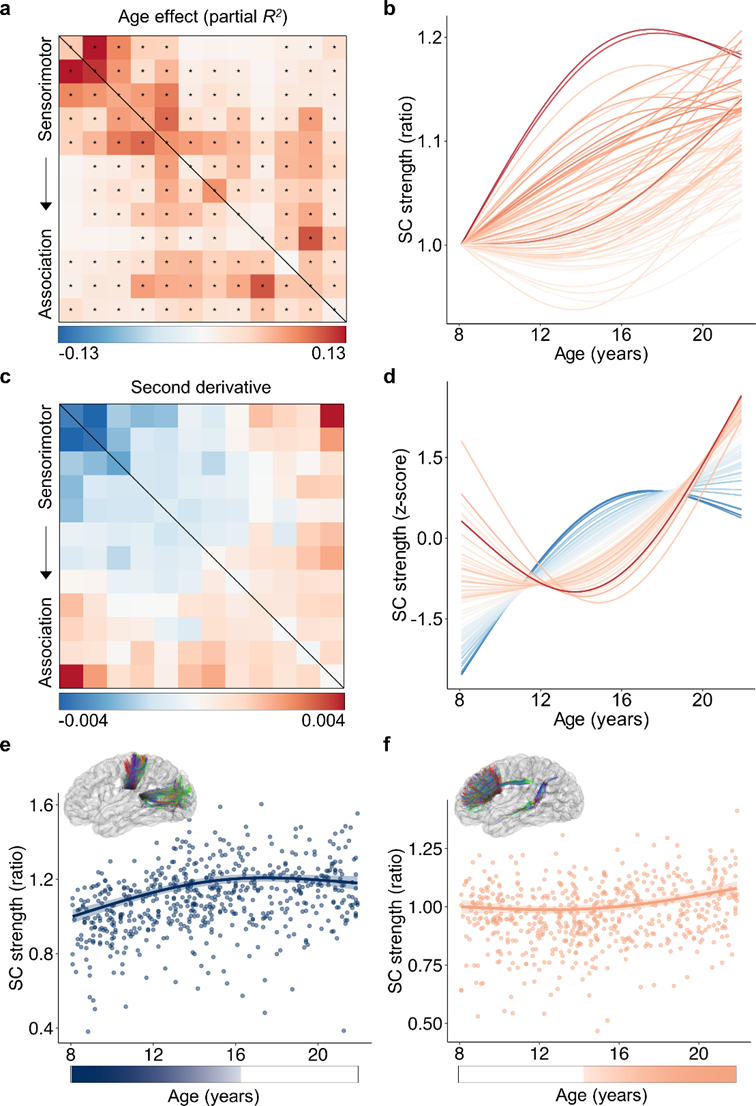 a
Age effect (partial R²)
Sensorimotor
Association
-0.13
0.13
b
SC strength (ratio)
1.2
1.1
1.0
8
12
16
20
Age (years)
c
Second derivative
Sensorimotor
Association
-0.004
0.004
d
SC strength (z-score)
1.5
0.0
-1.5
8
12
16
20
Age (years)
e
SC strength (ratio)
1.6
1.2
0.8
0.4
8
12
16
20
Age (years)
f
SC strength (ratio)
1.25
1.00
0.75
0.50
8
12
16
20
Age (years)